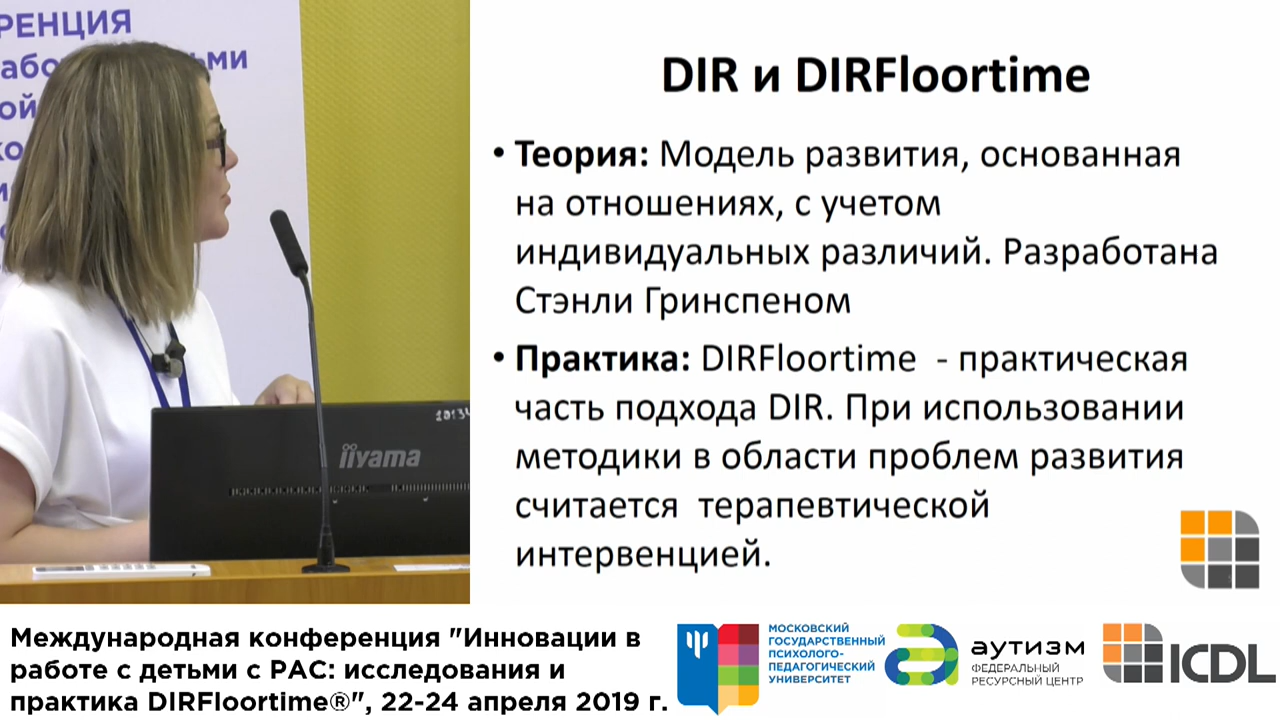 РЕНЦИЯ
DIR и DIRFloortime
• Теория: Модель развития, основанная
на отношениях, с учетом
индивидуальных различий. Разработана
Стэнли Гринспеном
• Практика: DIRFloortime - практическая
часть подхода DIR. При использовании
методики в области проблем развития
считается терапевтической
интервенцией.
iiyama
Международная конференция "Инновации в
работе с детьми с РАС: исследования и
практика DIRFloortime®", 22-24 апреля 2019 г.
МОСКОВСКИЙ
ГОСУДАРСТВЕННЫЙ
ПСИХОЛОГО-
ПЕДАГОГИЧЕСКИЙ
УНИВЕРСИТЕТ
аутизм
ФЕДЕРАЛЬНЫЙ
РЕСУРСНЫЙ ЦЕНТР
ICDL